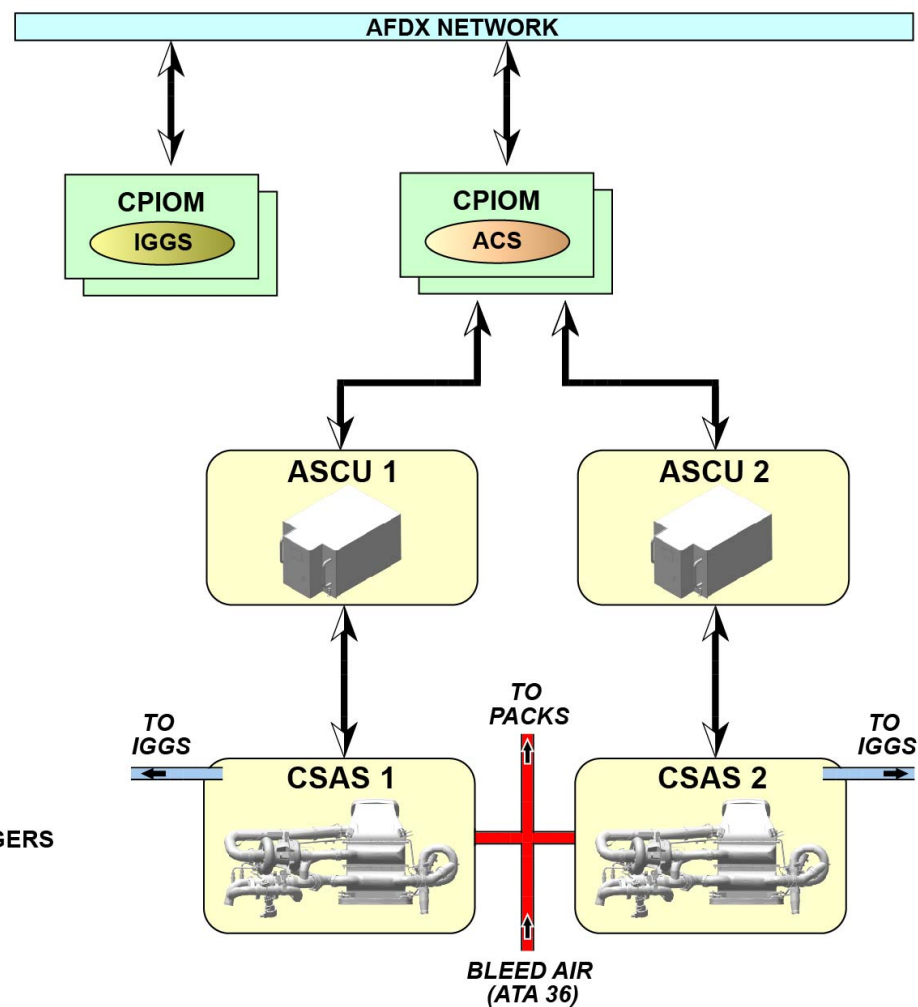 AFDX NETWORK
CPIOM
IGGS
CPIOM
ACS
ASCU 1
ASCU 2
TO
IGGS
TO
PACKS
TO
IGGS
CSAS 1
CSAS 2
GERS
BLEED AIR
(ATA 36)